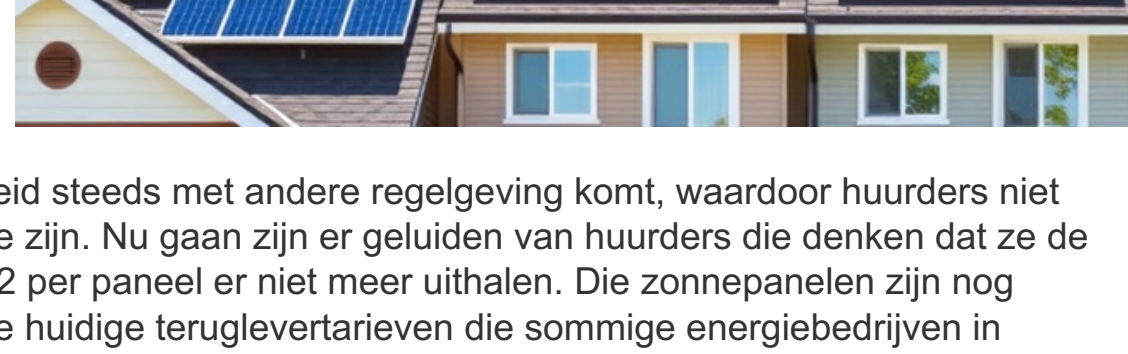 eid steeds met andere regelgeving komt, waardoor huurders niet
e zijn. Nu gaan zijn er geluiden van huurders die denken dat ze de
2 per paneel er niet meer uithalen. Die zonnepanelen zijn nog
e huidige teruglevertarieven die sommige energiebedrijven in